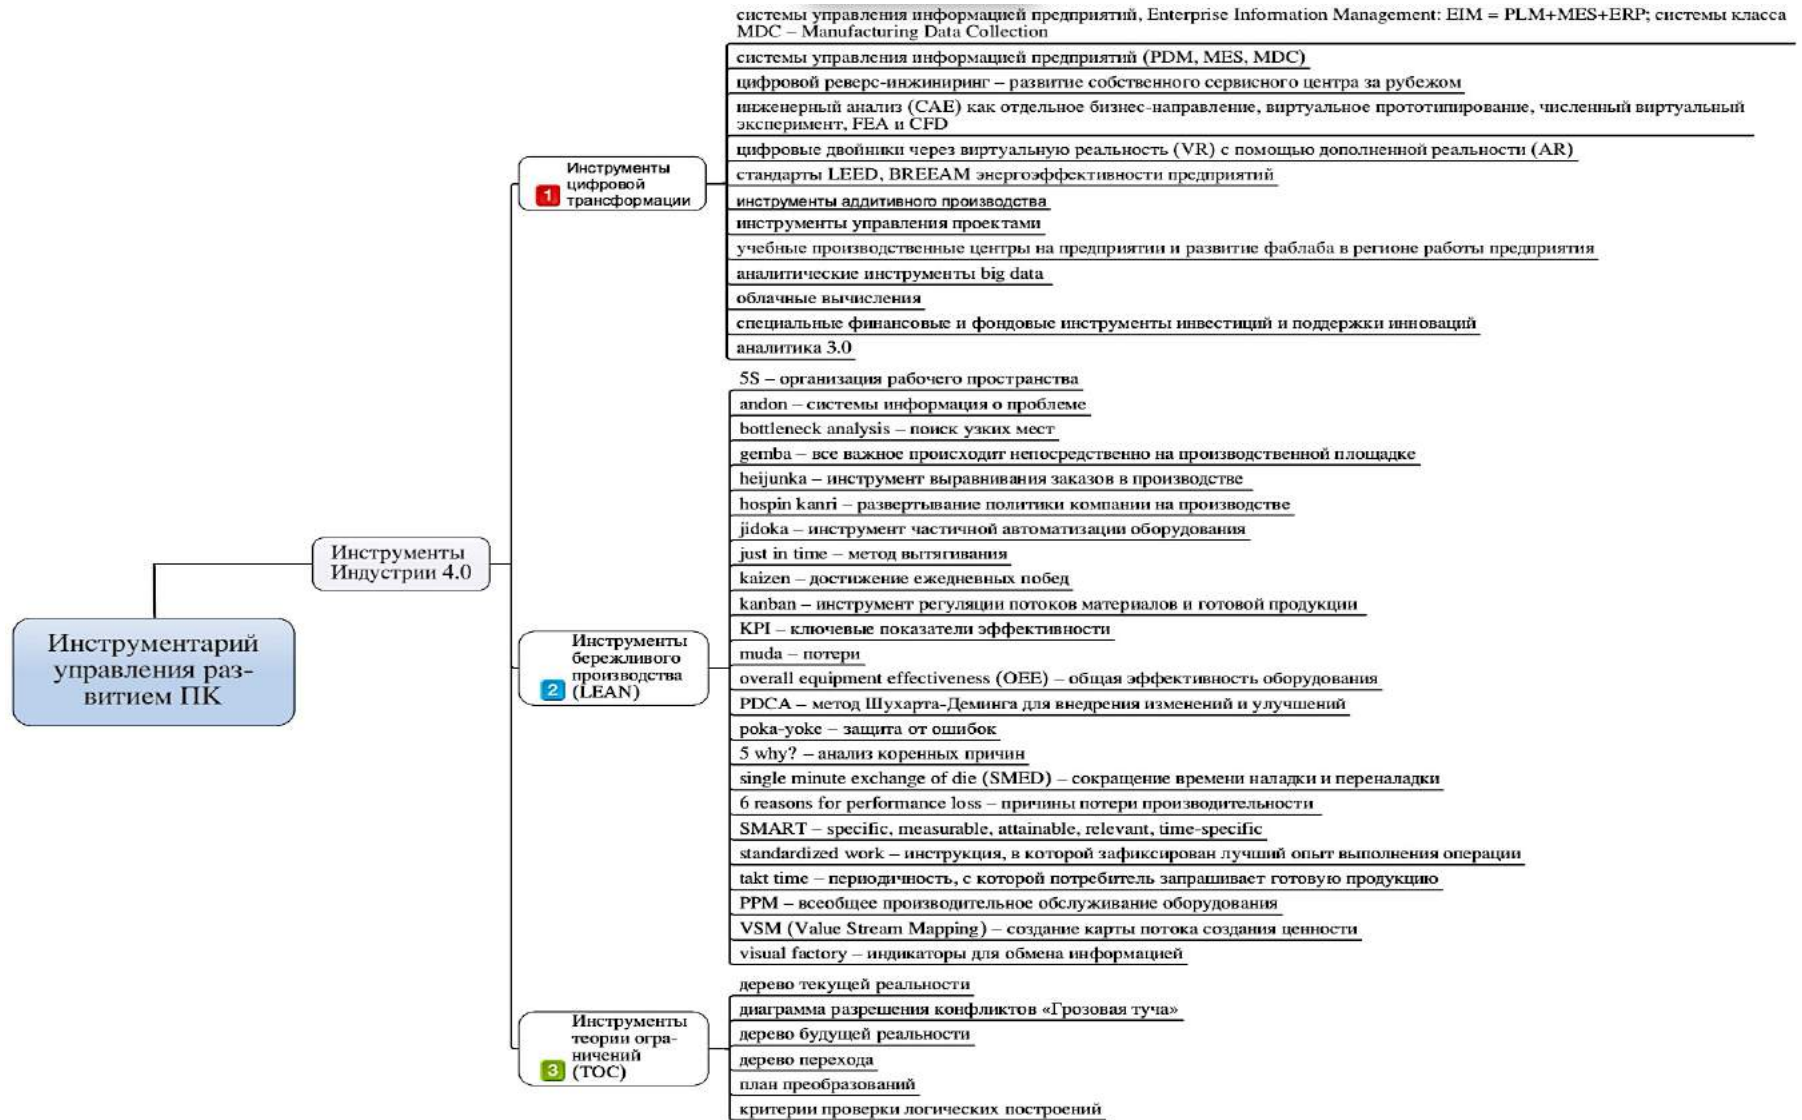 Инструментарий
управления раз-
витием ПК
Инструменты
Индустрии 4.0
1 Инструменты
цифровой
трансформации
системы управления информацией предприятий, Enterprise Information Management: EIM = PLM+MES+ERP; системы класса
MDC – Manufacturing Data Collection
системы управления информацией предприятий (PDM, MES, MDC)
цифровой реверс-инжиниринг – развитие собственного сервисного центра за рубежом
инженерный анализ (CAE) как отдельное бизнес-направление, виртуальное прототипирование, численный виртуальный
эксперимент, FEA и CFD
цифровые двойники через виртуальную реальность (VR) с помощью дополненной реальности (AR)
стандарты LEED, BREEAM энергоэффективности предприятий
инструменты аддитивного производства
инструменты управления проектами
учебные производственные центры на предприятии и развитие фаблаба в регионе работы предприятия
аналитические инструменты big data
облачные вычисления
специальные финансовые и фондовые инструменты инвестиций и поддержки инноваций
аналитика 3.0
2 Инструменты
бережливого
производства
(LEAN)
5S – организация рабочего пространства
andon – системы информация о проблеме
bottleneck analysis – поиск узких мест
gemba – все важное происходит непосредственно на производственной площадке
heijunka – инструмент выравнивания заказов в производстве
hospin kanri – развертывание политики компании на производстве
jidoka – инструмент частичной автоматизации оборудования
just in time – метод вытягивания
kaizen – достижение ежедневных побед
kanban – инструмент регуляции потоков материалов и готовой продукции
KPI – ключевые показатели эффективности
muda – потери
overall equipment effectiveness (OEE) – общая эффективность оборудования
PDCA – метод Шухарта-Деминга для внедрения изменений и улучшений
poka-yoke – защита от ошибок
5 why? – анализ коренных причин
single minute exchange of die (SMED) – сокращение времени наладки и переналадки
6 reasons for performance loss – причины потери производительности
SMART – specific, measurable, attainable, relevant, time-specific
standardized work – инструкция, в которой зафиксирован лучший опыт выполнения операции
takt time – периодичность, с которой потребитель запрашивает готовую продукцию
PPM – всеобщее производительное обслуживание оборудования
VSM (Value Stream Mapping) – создание карты потока создания ценности
visual factory – индикаторы для обмена информацией
3 Инструменты
теории огра-
ничений
(TOC)
дерево текущей реальности
диаграмма разрешения конфликтов «Грозовая туча»
дерево будущей реальности
дерево перехода
план преобразований
критерии проверки логических построений